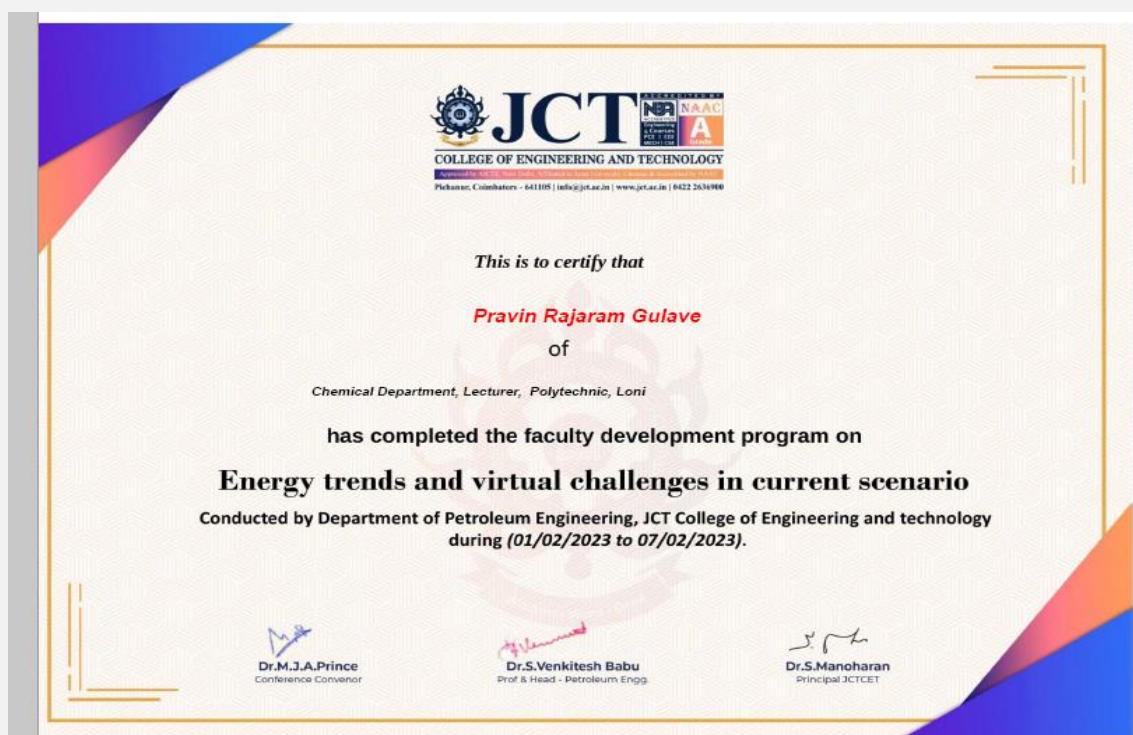 JCT
ACCREDITED BY
NBA
NAAC
A
Grade
COLLEGE OF ENGINEERING AND TECHNOLOGY
Pichanur, Coimbatore - 641105 | info@jct.ac.in | www.jct.ac.in | 0422 2636900
This is to certify that
Pravin Rajaram Gulave
of
Chemical Department, Lecturer, Polytechnic, Loni
has completed the faculty development program on
Energy trends and virtual challenges in current scenario
Conducted by Department of Petroleum Engineering, JCT College of Engineering and technology
during (01/02/2023 to 07/02/2023).
Dr.M.J.A.Prince
Conference Convenor
Dr.S.Venkitesh Babu
Prof & Head - Petroleum Engg.
Dr.S.Manoharan
Principal JCTCET